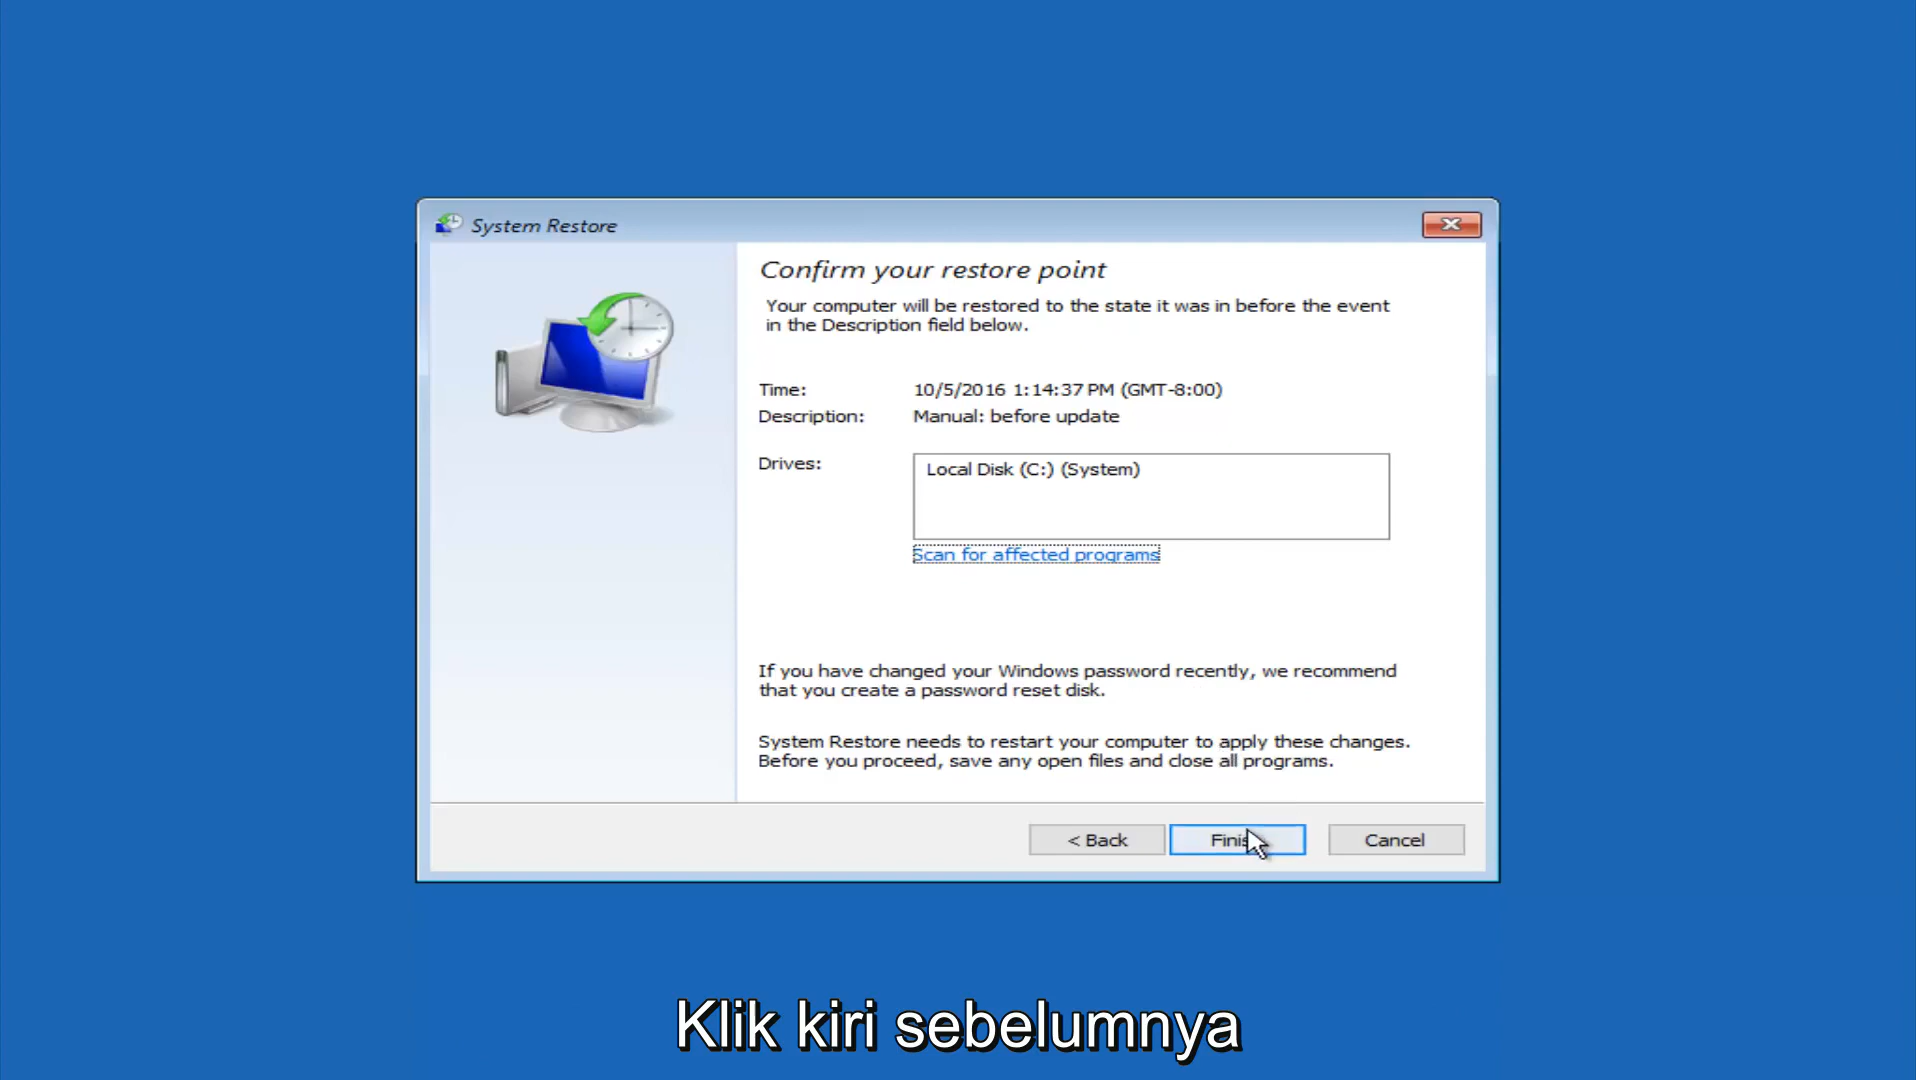 System Restore
Confirm your restore point
Your computer will be restored to the state it was in before the event
in the Description field below.
Time: 10/5/2016 1:14:37 PM (GMT-8:00)
Description: Manual: before update
Drives: Local Disk (C:) (System)
Scan for affected programs
If you have changed your Windows password recently, we recommend
that you create a password reset disk.
System Restore needs to restart your computer to apply these changes.
Before you proceed, save any open files and close all programs.
< Back Cancel
Klik kiri sebelumnya